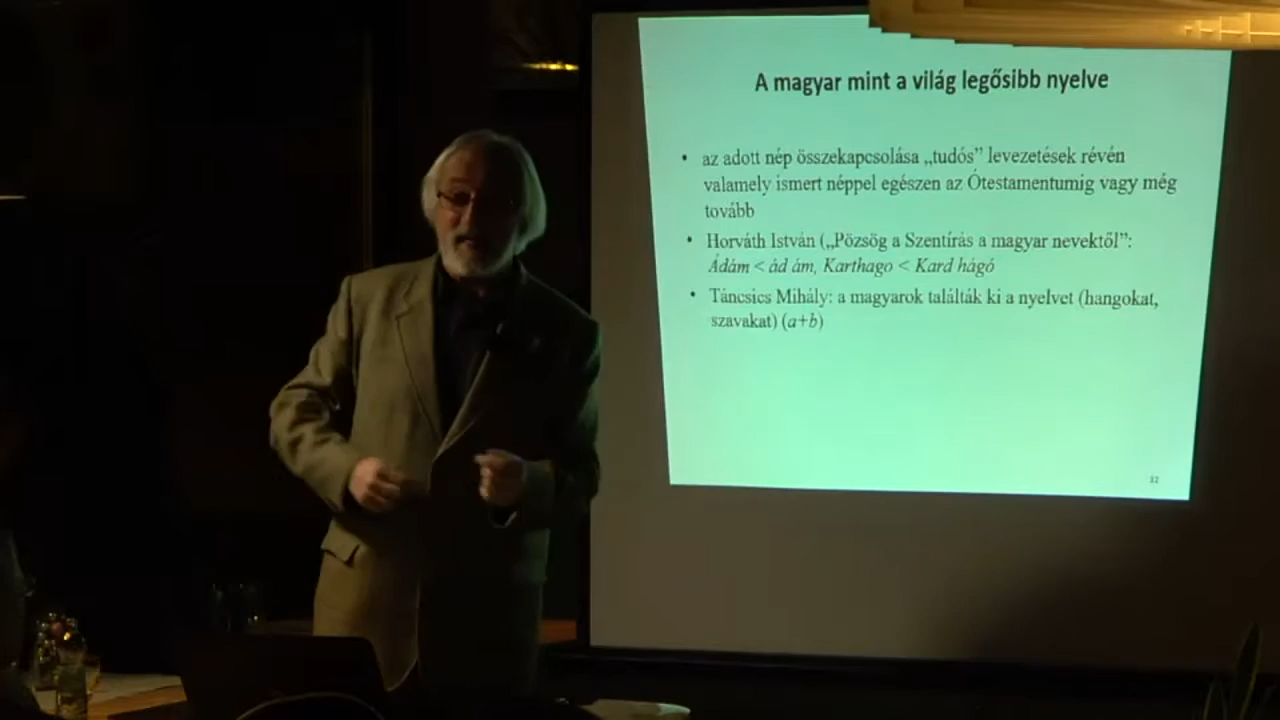 A magyar mint a világ legősibb nyelve
• az adott nép összekapcsolása „tudós” levezetések révén
valamely ismert néppel egészen az Ótestamentumig vagy még
tovább
• Horváth István („Pözsög a Szentírás a magyar nevektől”:
Ádám < ád ám, Karthago < Kard hágó
• Táncsics Mihály: a magyarok találták ki a nyelvet (hangokat,
szavakat) (a+b)
32